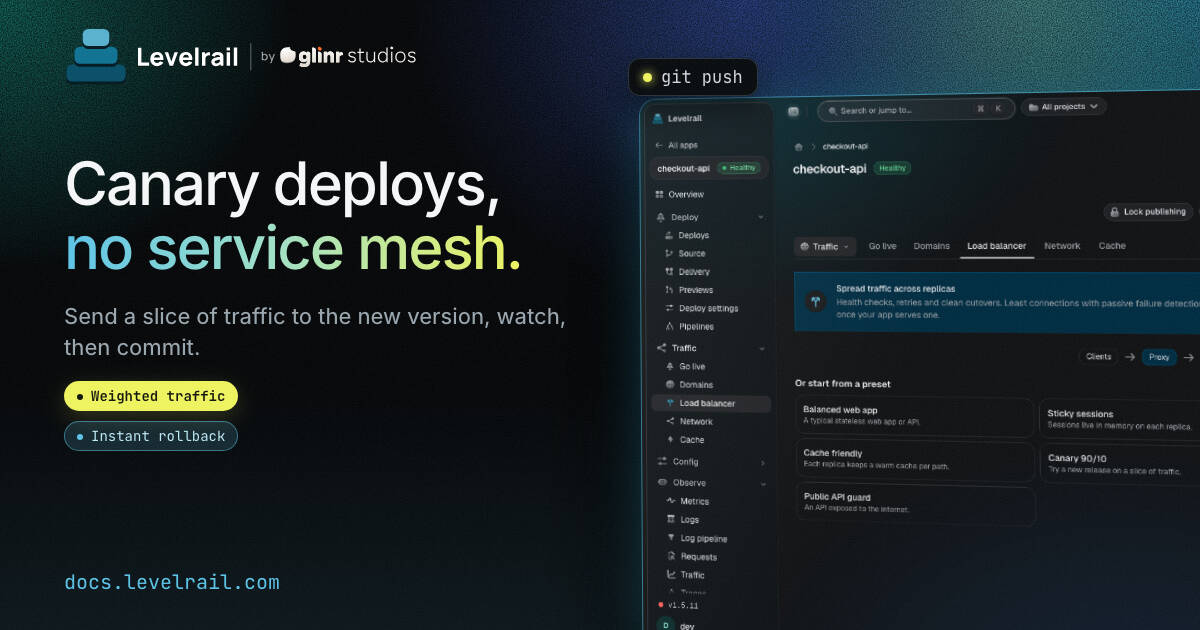 Levelrail
by glinr studios
Canary deploys,
no service mesh.
Send a slice of traffic to the new version, watch,
then commit.
Weighted traffic
Instant rollback
docs.levelrail.com
git push
Levelrail
All apps
checkout-api Healthy
Overview
Deploy
Deploys
Source
Delivery
Previews
Deploy settings
Pipelines
Traffic
Go live
Domains
Load balancer
Network
Cache
Config
Observe
Metrics
Logs
Log pipeline
Requests
Traffic
v1.5.11
D dev
Search or jump to... ⌘ K
All projects
checkout-api
checkout-api Healthy
Lock publishing
Traffic Go live Domains Load balancer Network Cache
Spread traffic across replicas
Health checks, retries and clean cutovers. Least connections with passive failure detection
once your app serves one.
Clients → Proxy →
Or start from a preset
Balanced web app
A typical stateless web app or API.
Sticky sessions
Sessions live in memory on each replica.
Cache friendly
Each replica keeps a warm cache per path.
Canary 90/10
Try a new release on a slice of traffic.
Public API guard
An API exposed to the internet.